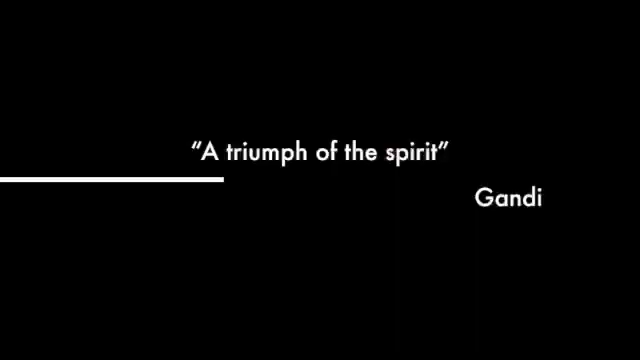 “A triumph of the spirit”
Gandi